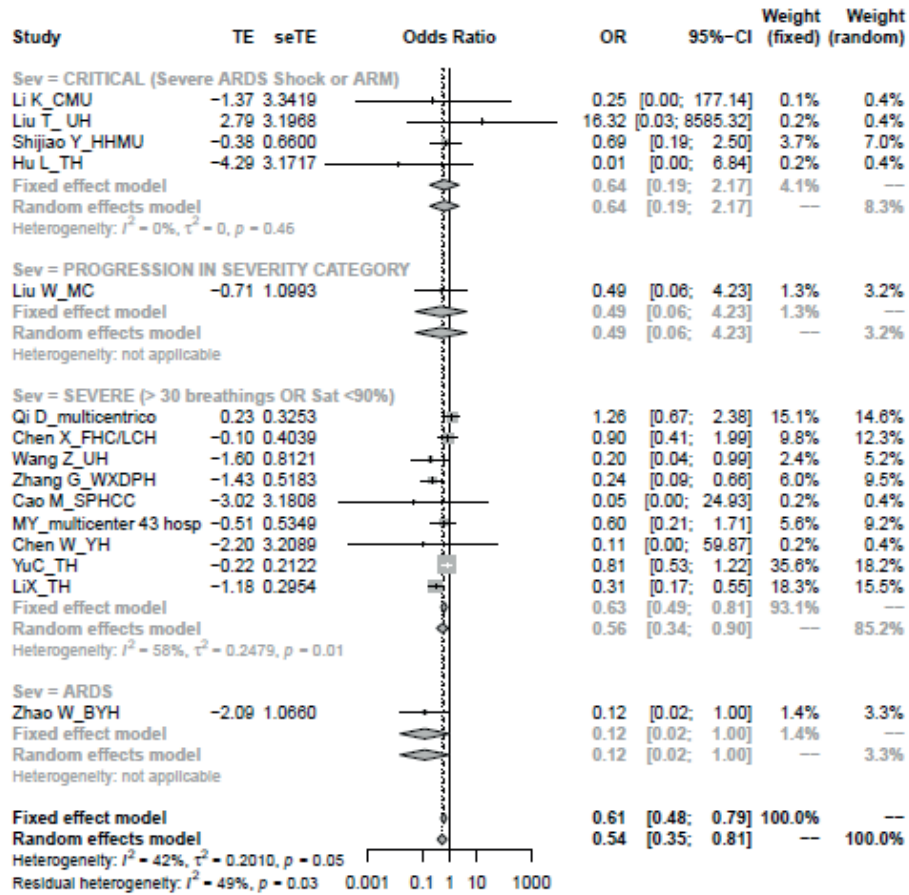 Weight Weight
Study TE seTE Odds Ratio OR 95%−CI (fixed) (random)
Sev = CRITICAL (Severe ARDS Shock or ARM)
Li K_CMU −1.37 3.3419 0.25 [0.00; 177.14] 0.1% 0.4%
Liu T_ UH 2.79 3.1968 16.32 [0.03; 8585.32] 0.2% 0.4%
Shijiao Y_HHMU −0.38 0.6600 0.69 [0.19; 2.50] 3.7% 7.0%
Hu L_TH −4.29 3.1717 0.01 [0.00; 6.84] 0.2% 0.4%
Fixed effect model 0.64 [0.19; 2.17] 4.1% −−
Random effects model 0.64 [0.19; 2.17] −− 8.3%
Heterogeneity: I² = 0%, τ² = 0, p = 0.46
Sev = PROGRESSION IN SEVERITY CATEGORY
Liu W_MC −0.71 1.0993 0.49 [0.06; 4.23] 1.3% 3.2%
Fixed effect model 0.49 [0.06; 4.23] 1.3% −−
Random effects model 0.49 [0.06; 4.23] −− 3.2%
Heterogeneity: not applicable
Sev = SEVERE (> 30 breathings OR Sat <90%)
Qi D_multicentrico 0.23 0.3253 1.26 [0.67; 2.38] 15.1% 14.6%
Chen X_FHC/LCH −0.10 0.4039 0.90 [0.41; 1.99] 9.8% 12.3%
Wang Z_UH −1.60 0.8121 0.20 [0.04; 0.99] 2.4% 5.2%
Zhang G_WXDPH −1.43 0.5183 0.24 [0.09; 0.66] 6.0% 9.5%
Cao M_SPHCC −3.02 3.1808 0.05 [0.00; 24.93] 0.2% 0.4%
MY_multicenter 43 hosp −0.51 0.5349 0.60 [0.21; 1.71] 5.6% 9.2%
Chen W_YH −2.20 3.2089 0.11 [0.00; 59.87] 0.2% 0.4%
YuC_TH −0.22 0.2122 0.81 [0.53; 1.22] 35.6% 18.2%
LiX_TH −1.18 0.2954 0.31 [0.17; 0.55] 18.3% 15.5%
Fixed effect model 0.63 [0.49; 0.81] 93.1% −−
Random effects model 0.56 [0.34; 0.90] −− 85.2%
Heterogeneity: I² = 58%, τ² = 0.2479, p = 0.01
Sev = ARDS
Zhao W_BYH −2.09 1.0660 0.12 [0.02; 1.00] 1.4% 3.3%
Fixed effect model 0.12 [0.02; 1.00] 1.4% −−
Random effects model 0.12 [0.02; 1.00] −− 3.3%
Heterogeneity: not applicable
Fixed effect model 0.61 [0.48; 0.79] 100.0% −−
Random effects model 0.54 [0.35; 0.81] −− 100.0%
Heterogeneity: I² = 42%, τ² = 0.2010, p = 0.05
Residual heterogeneity: I² = 49%, p = 0.03 0.001 0.1 1 10 1000